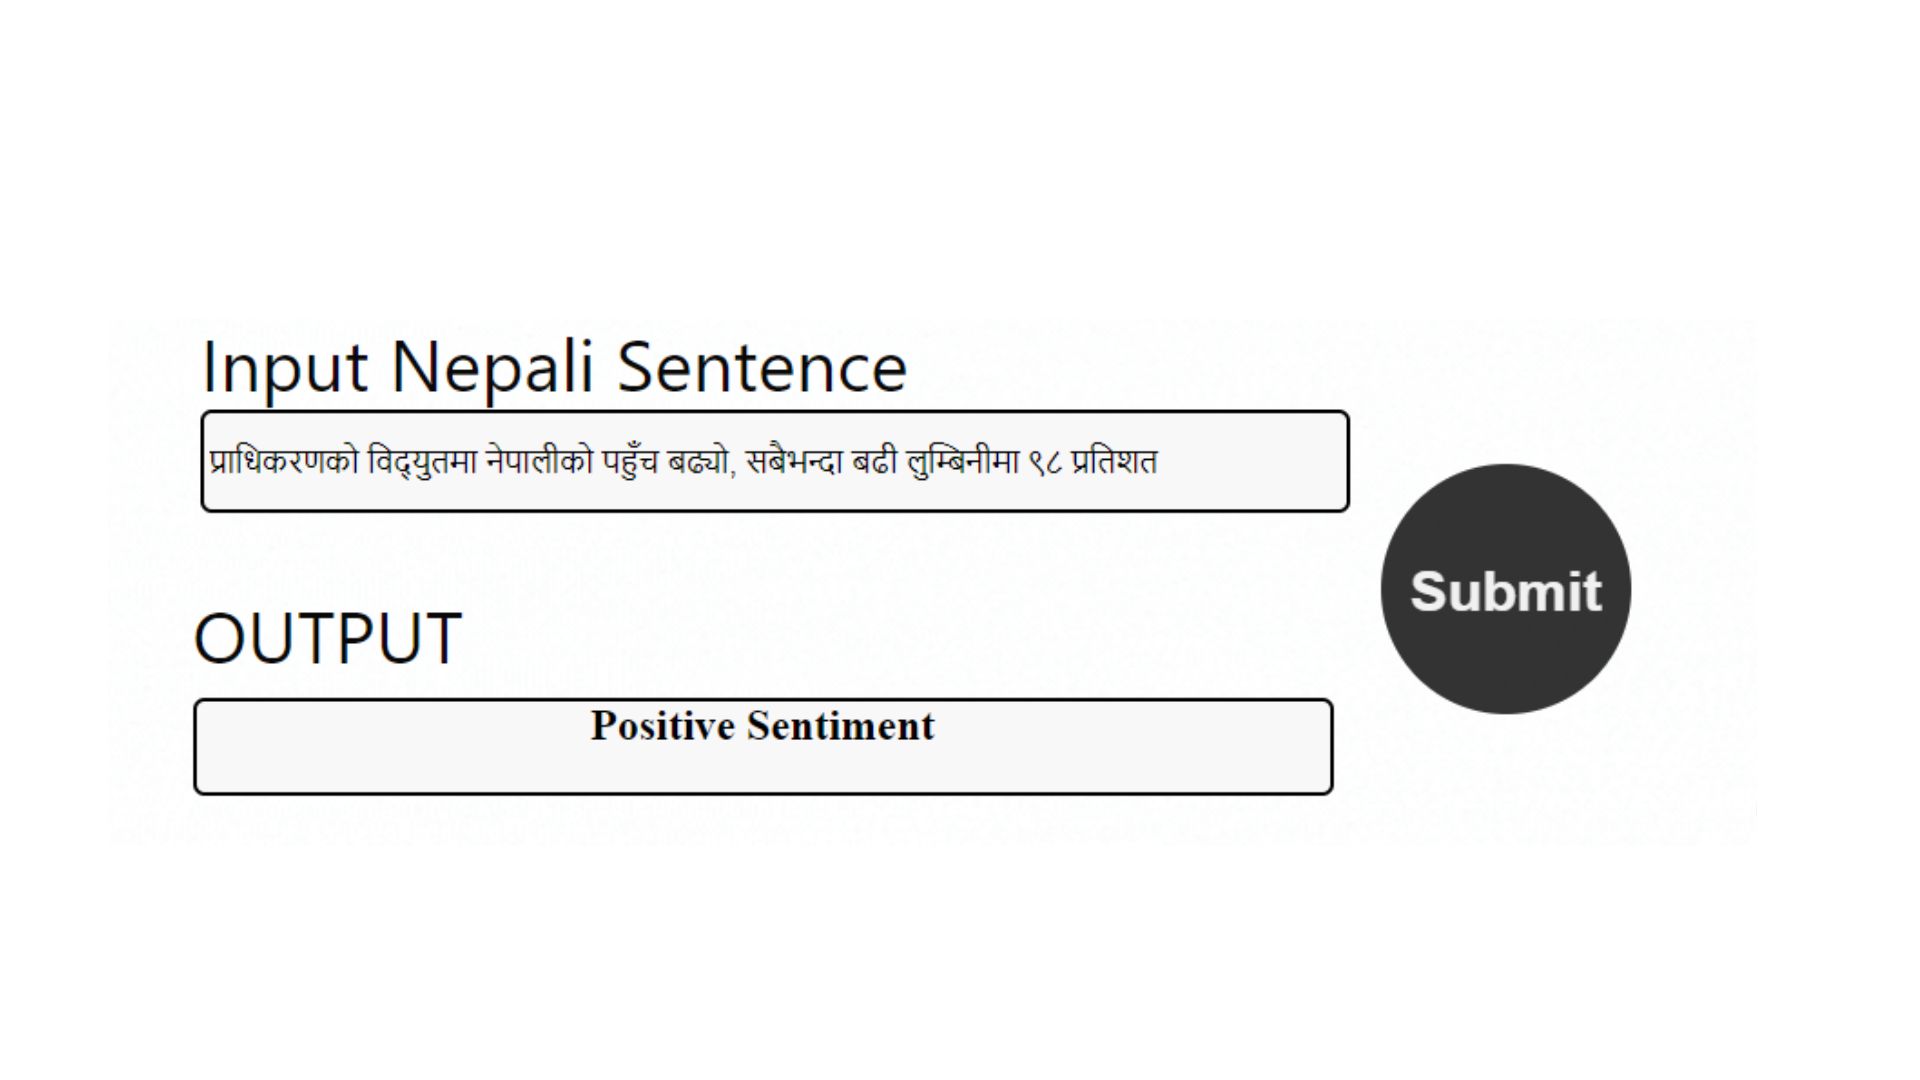 Input Nepali Sentence
प्राधिकरणको विद्युतमा नेपालीको पहुँच बढ्यो, सबैभन्दा बढी लुम्बिनीमा ९८ प्रतिशत
Submit
OUTPUT
Positive Sentiment